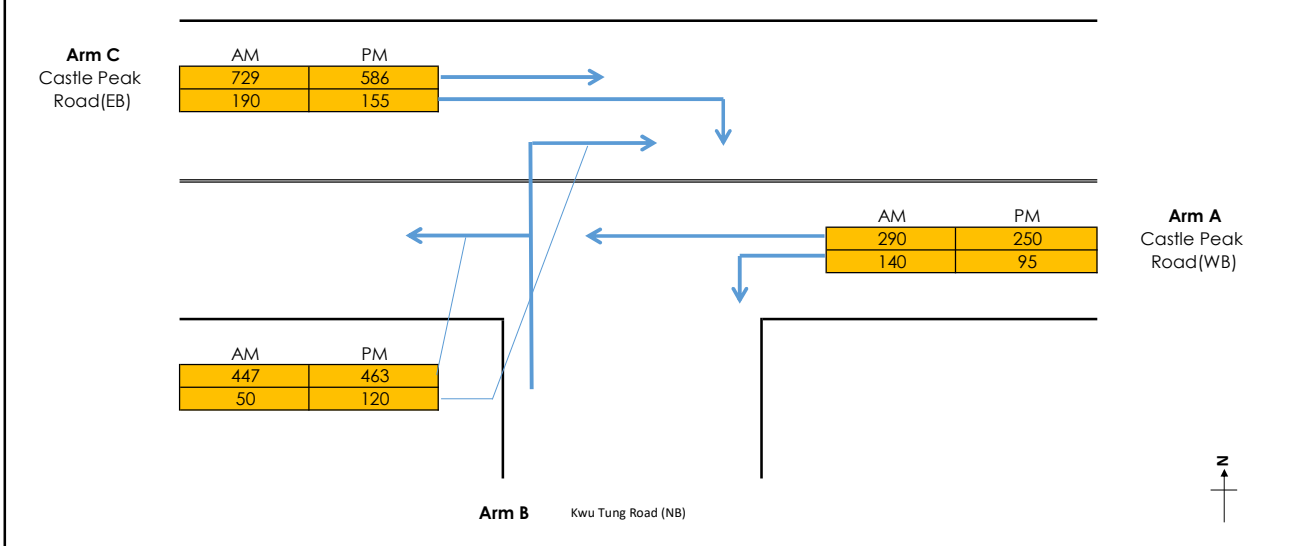 Arm C
Castle Peak
Road(EB)
AM PM
729 586
190 155
AM PM
290 250
140 95
Arm A
Castle Peak
Road(WB)
AM PM
447 463
50 120
Arm B Kwu Tung Road (NB)
N